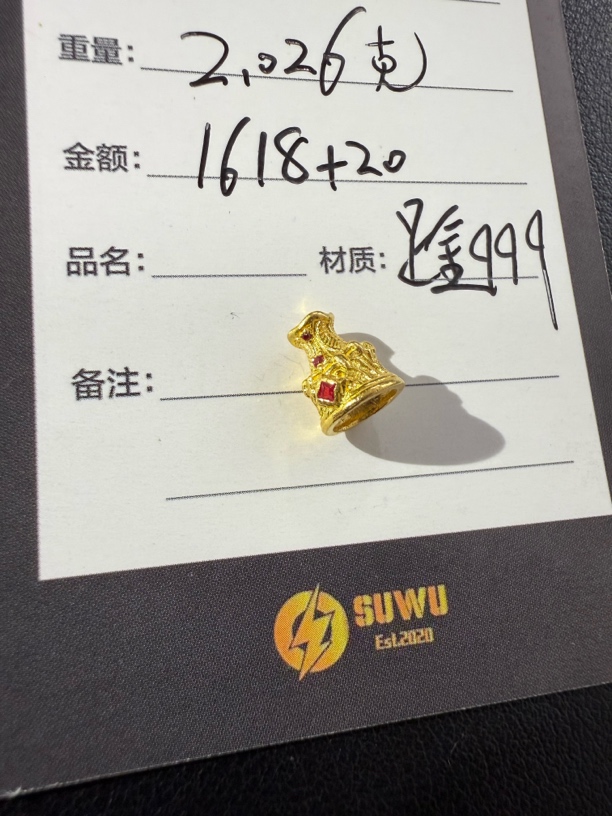 重量: 2.026克
金额: 1618+20
品名: 材质: 足金999
备注:
SUWU
Est.2020